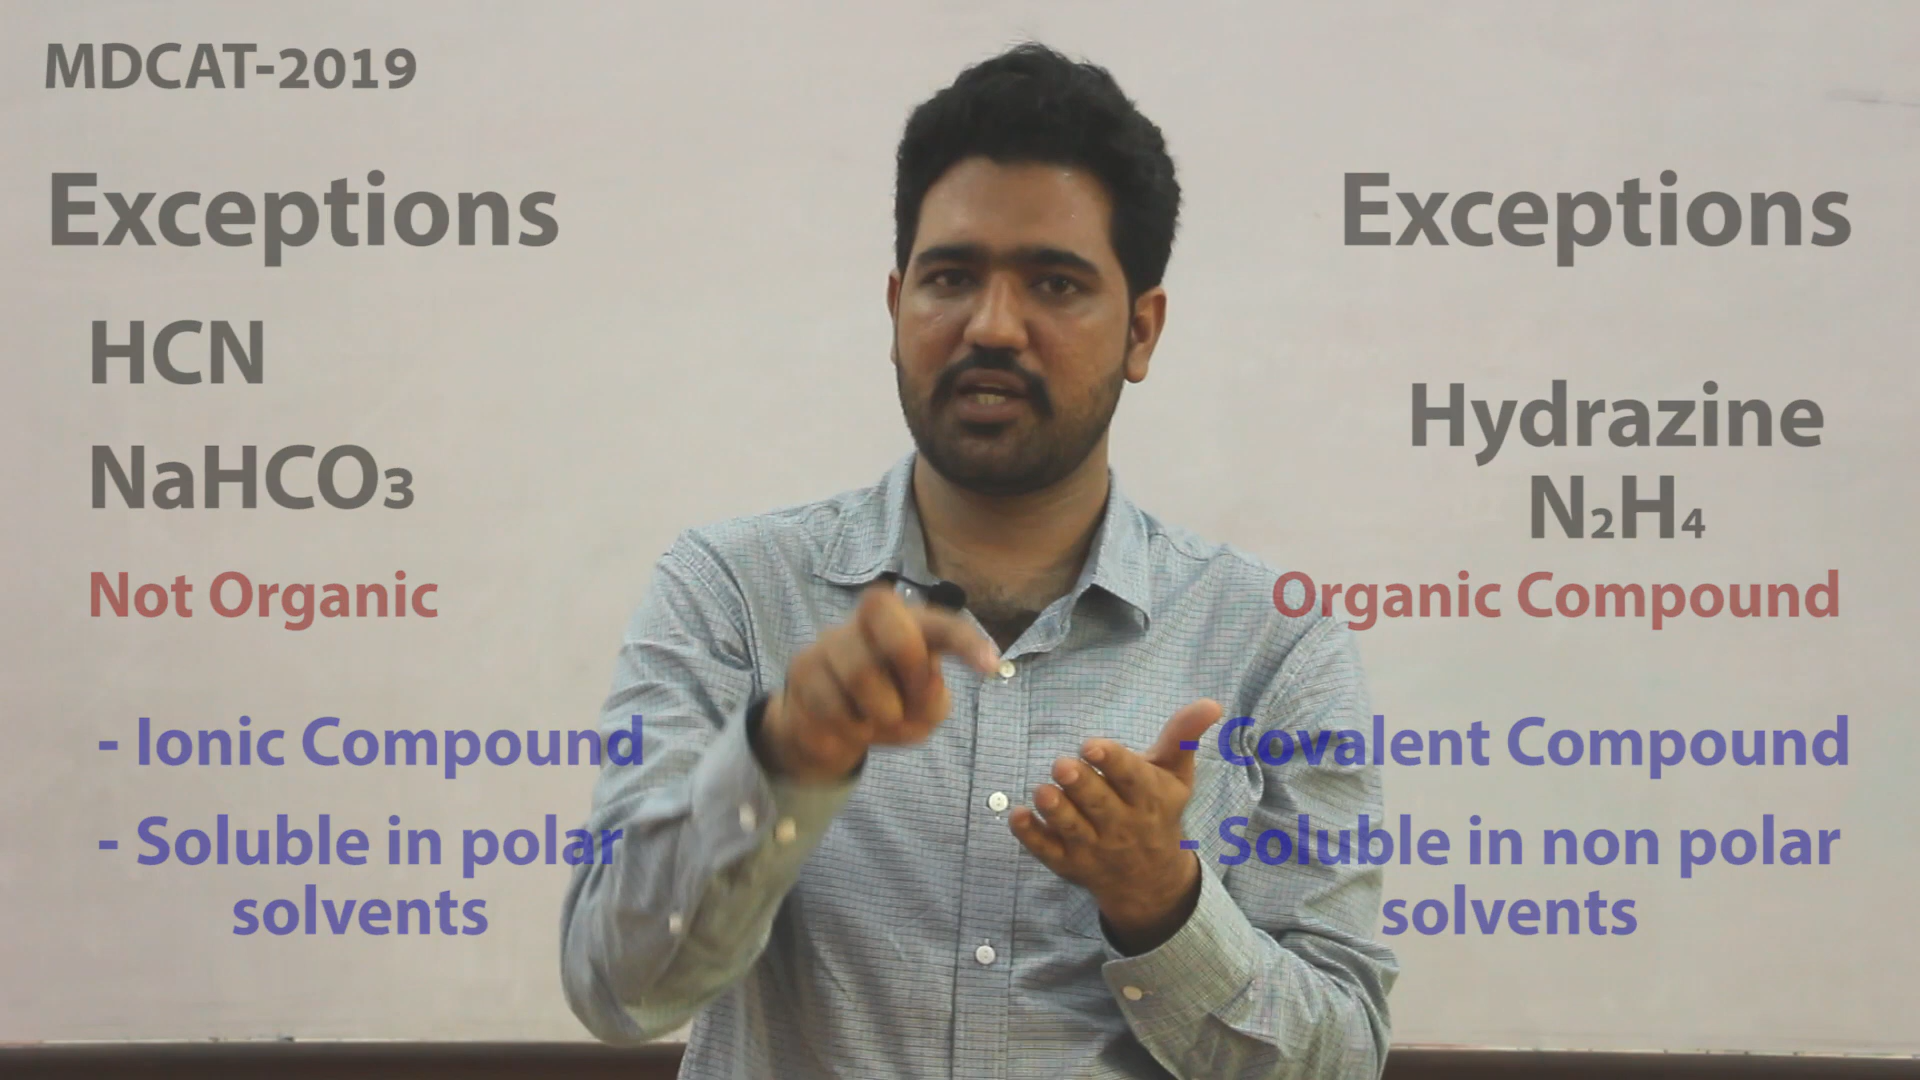 MDCAT-2019
Exceptions
HCN
NaHCO₃
Not Organic
- Ionic Compound
- Soluble in polar
solvents
Exceptions
Hydrazine
N₂H₄
Organic Compound
- Covalent Compound
- Soluble in non polar
solvents